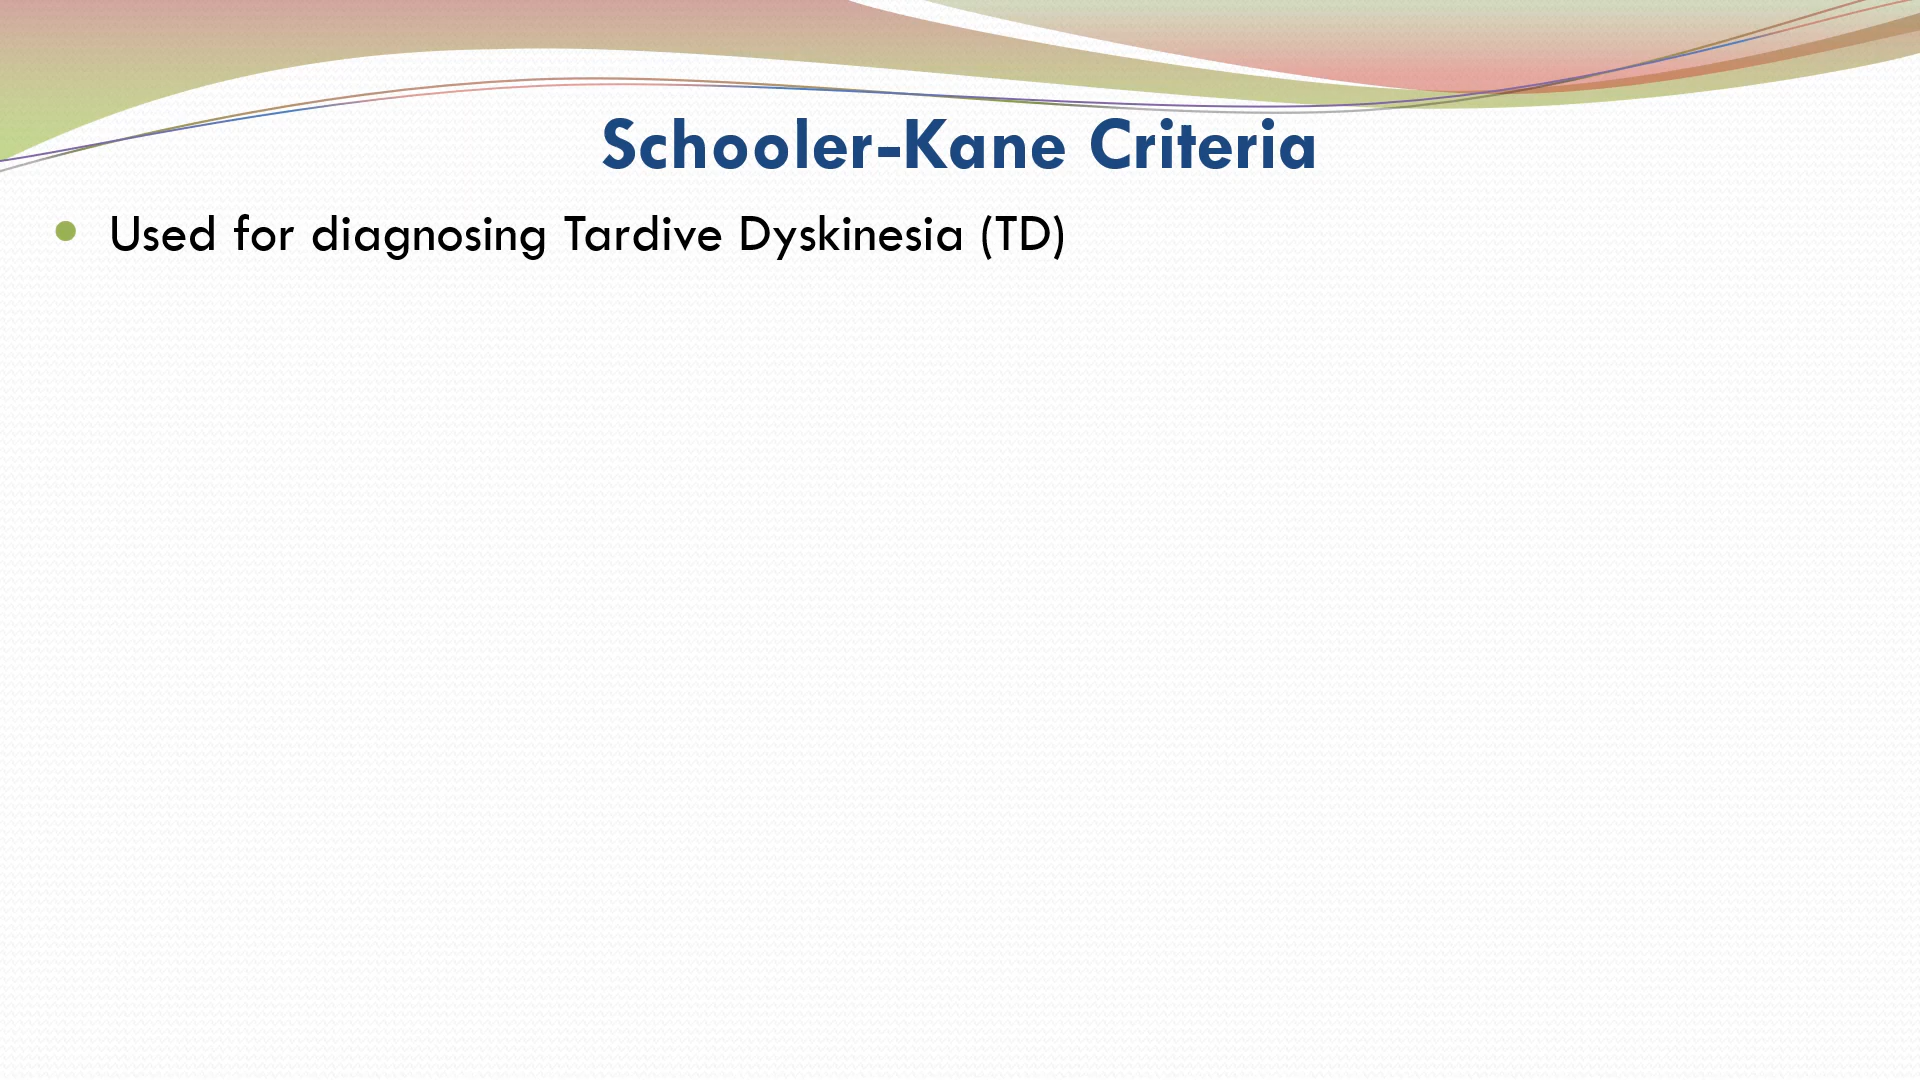 Schooler-Kane Criteria
Used for diagnosing Tardive Dyskinesia (TD)